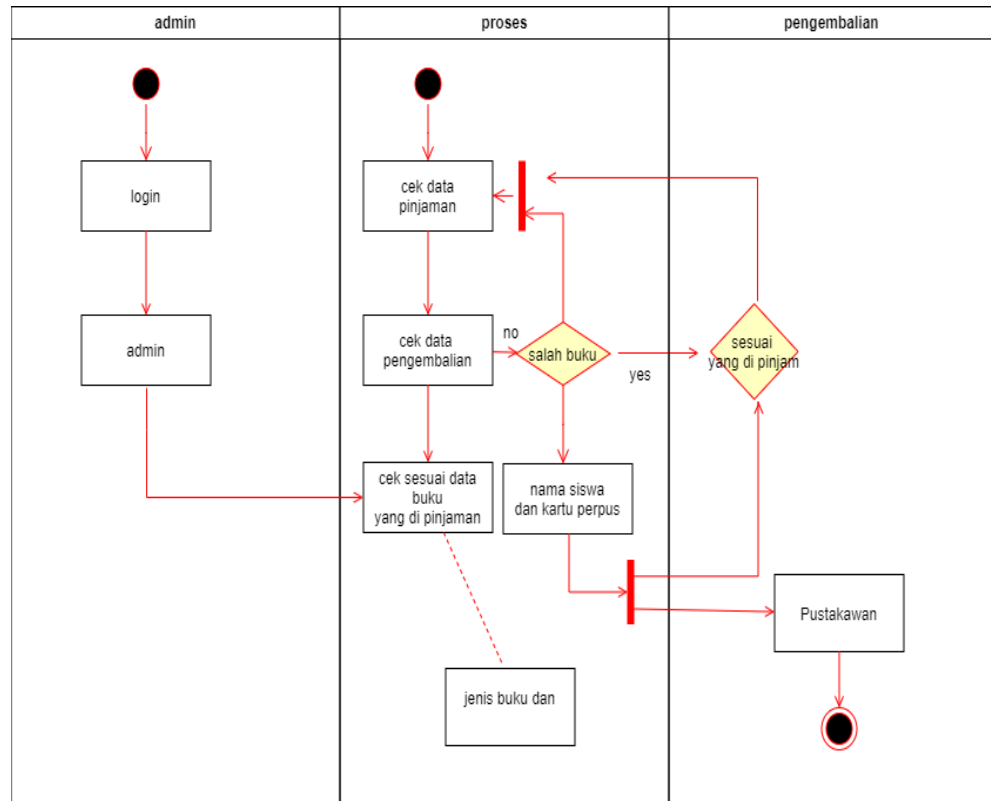 admin
proses
pengembalian
login
cek data
pinjaman
admin
cek data
pengembalian
no
salah buku
yes
sesuai
yang di pinjam
cek sesuai data
buku
yang di pinjaman
nama siswa
dan kartu perpus
Pustakawan
jenis buku dan